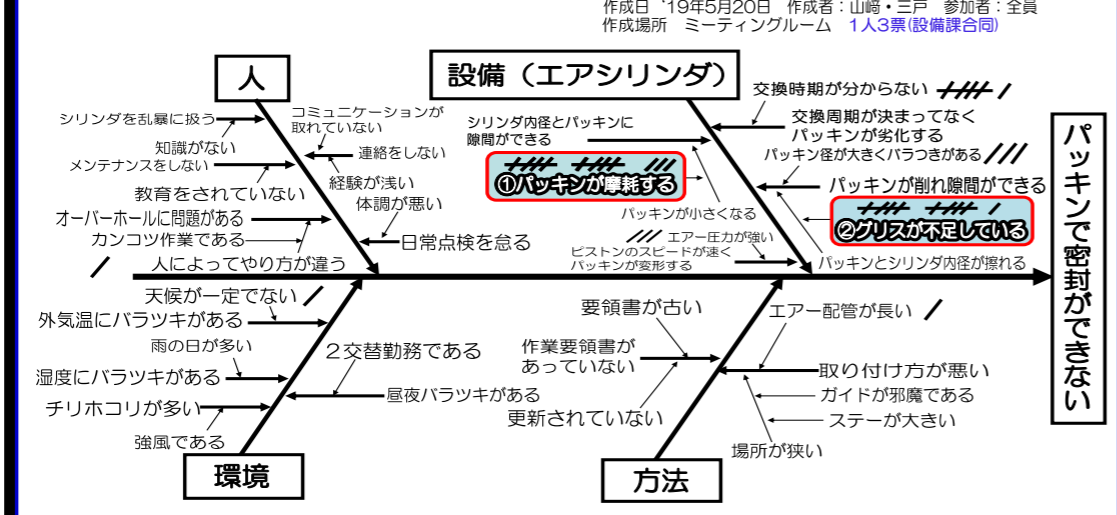 作成日 '19年5月20日 作成者：山﨑・三戸 参加者：全員
作成場所 ミーティングルーム 1人3票(設備課合同)
人
設備（エアシリンダ）
パッキンで密封ができない
シリンダを乱暴に扱う
知識がない
メンテナンスをしない
教育をされていない
オーバーホールに問題がある
カンコツ作業である
人によってやり方が違う
コミュニケーションが
取れていない
連絡をしない
経験が浅い
体調が悪い
日常点検を怠る
シリンダ内径とパッキンに
隙間ができる
①パッキンが摩耗する
パッキンが小さくなる
エアー圧力が強い
ピストンのスピードが速く
パッキンが変形する
交換時期が分からない
交換周期が決まってなく
パッキンが劣化する
パッキン径が大きくバラつきがある
パッキンが削れ隙間ができる
②グリスが不足している
パッキンとシリンダ内径が擦れる
天候が一定でない
外気温にバラツキがある
雨の日が多い
湿度にバラツキがある
チリホコリが多い
強風である
２交替勤務である
昼夜バラツキがある
環境
要領書が古い
作業要領書が
あっていない
更新されていない
エアー配管が長い
取り付け方が悪い
ガイドが邪魔である
ステーが大きい
場所が狭い
方法